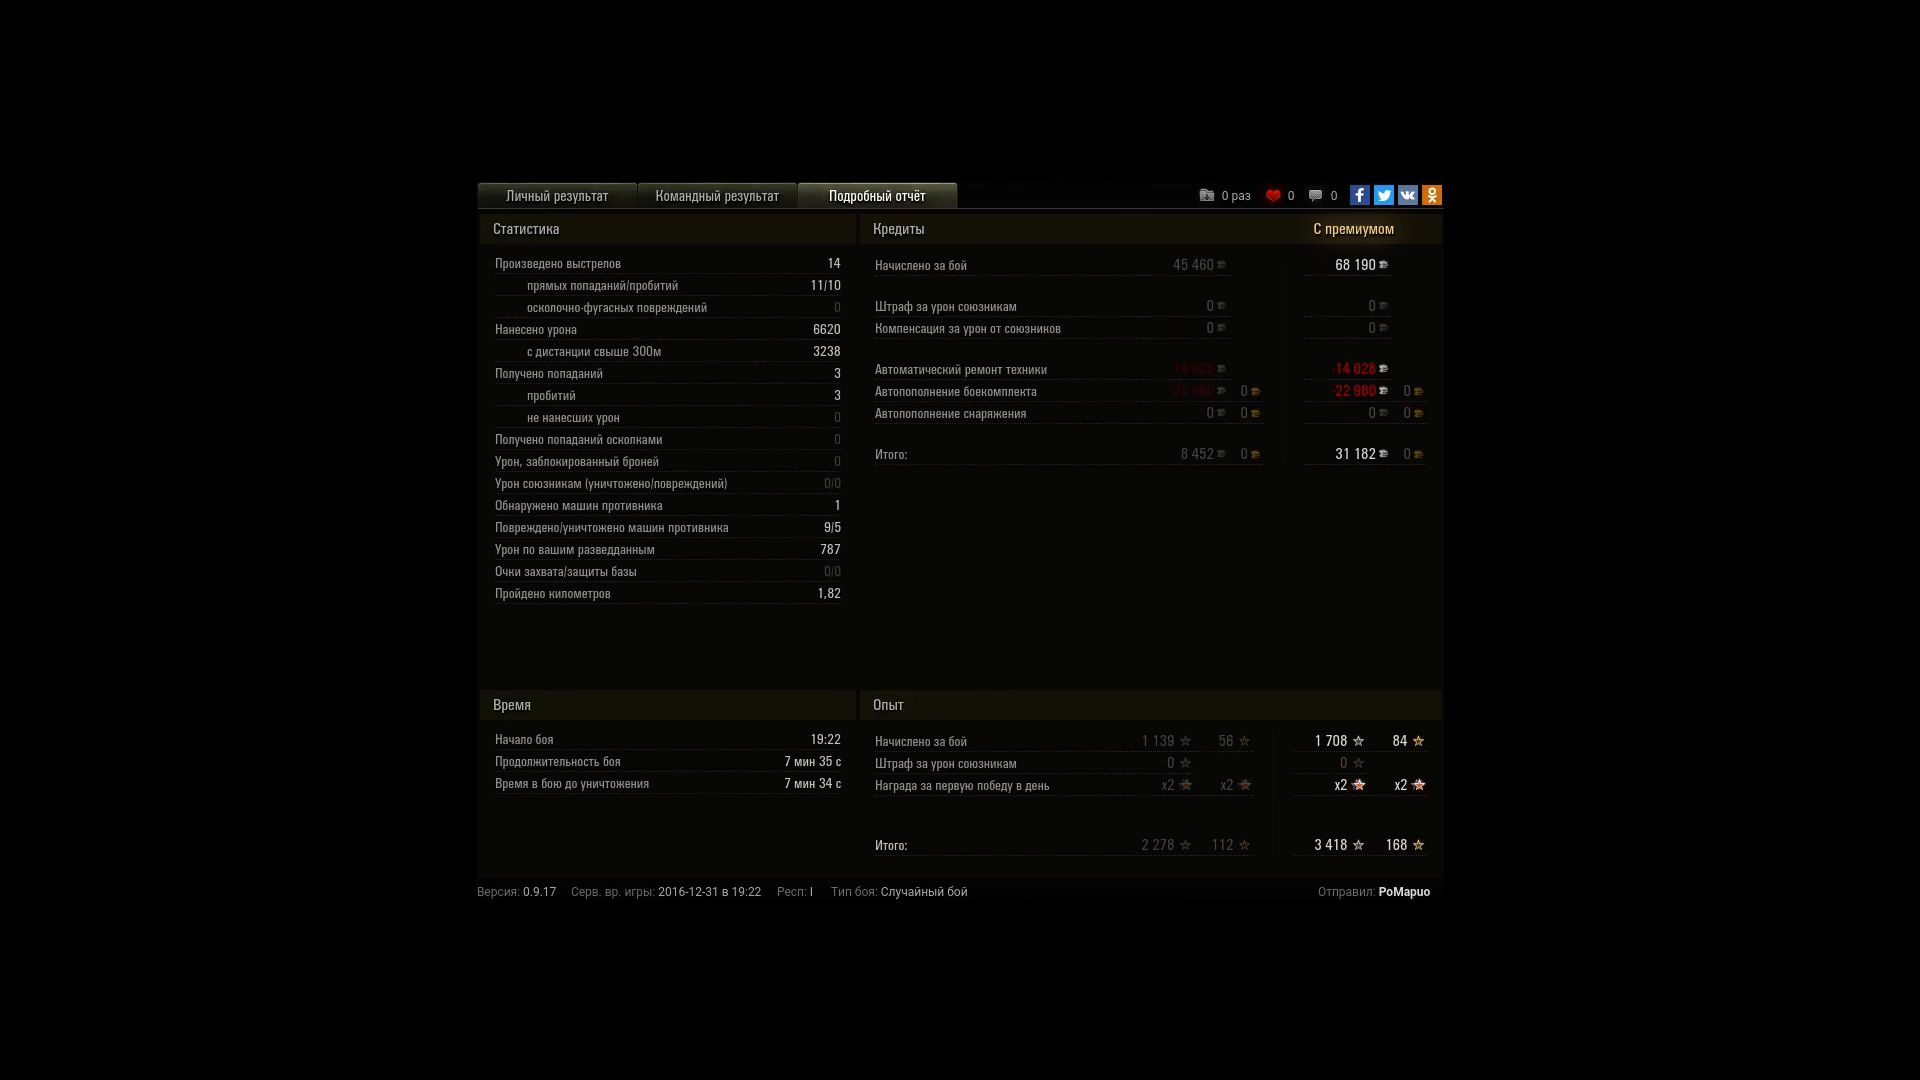 Личный результат Командный результат Подробный отчёт 0 раз 0 0
Статистика
Произведено выстрелов 14
прямых попаданий/пробитий 11/10
осколочно-фугасных повреждений 0
Нанесено урона 6620
с дистанции свыше 300м 3238
Получено попаданий 3
пробитий 3
не нанесших урон 0
Получено попаданий осколками 0
Урон, заблокированный броней 0
Урон союзникам (уничтожено/повреждений) 0/0
Обнаружено машин противника 1
Повреждено/уничтожено машин противника 9/5
Урон по вашим разведданным 787
Очки захвата/защиты базы 0/0
Пройдено километров 1,82
Кредиты С премиумом
Начислено за бой 45 460 68 190
Штраф за урон союзникам 0 0
Компенсация за урон от союзников 0 0
Автоматический ремонт техники -14 028 -14 028
Автопополнение боекомплекта -22 980 0 -22 980 0
Автопополнение снаряжения 0 0 0 0
Итого: 8 452 0 31 182 0
Время
Начало боя 19:22
Продолжительность боя 7 мин 35 с
Время в бою до уничтожения 7 мин 34 с
Опыт
Начислено за бой 1 139 56 1 708 84
Штраф за урон союзникам 0 0
Награда за первую победу в день x2 x2 x2 x2
Итого: 2 278 112 3 418 168
Версия: 0.9.17 Серв. вр. игры: 2016-12-31 в 19:22 Респ: I Тип боя: Случайный бой Отправил: PoMapuo